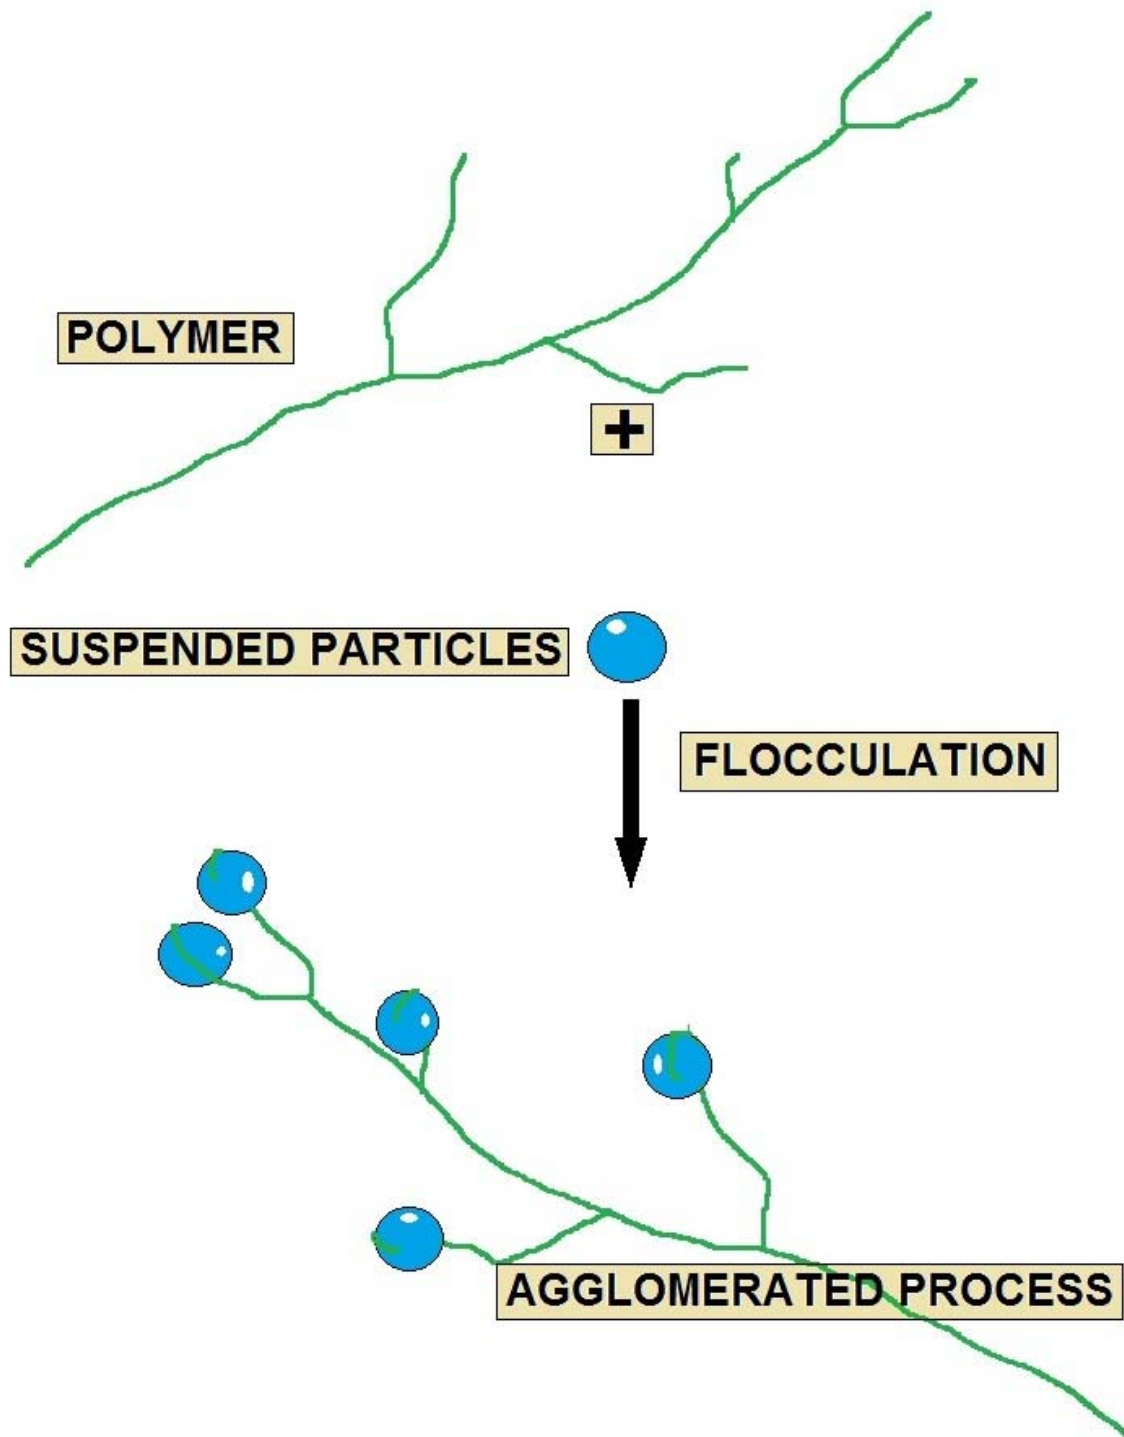 POLYMER
+
SUSPENDED PARTICLES
FLOCCULATION
AGGLOMERATED PROCESS